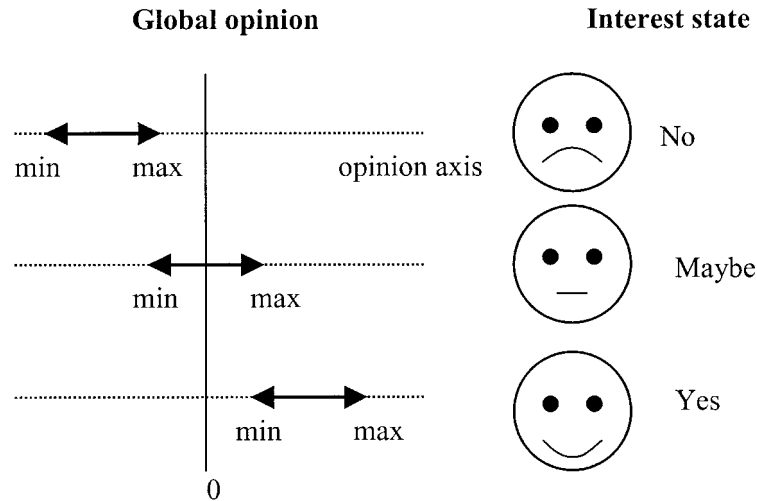 Global opinion Interest state
No
min max opinion axis
Maybe
min max
Yes
min max
0